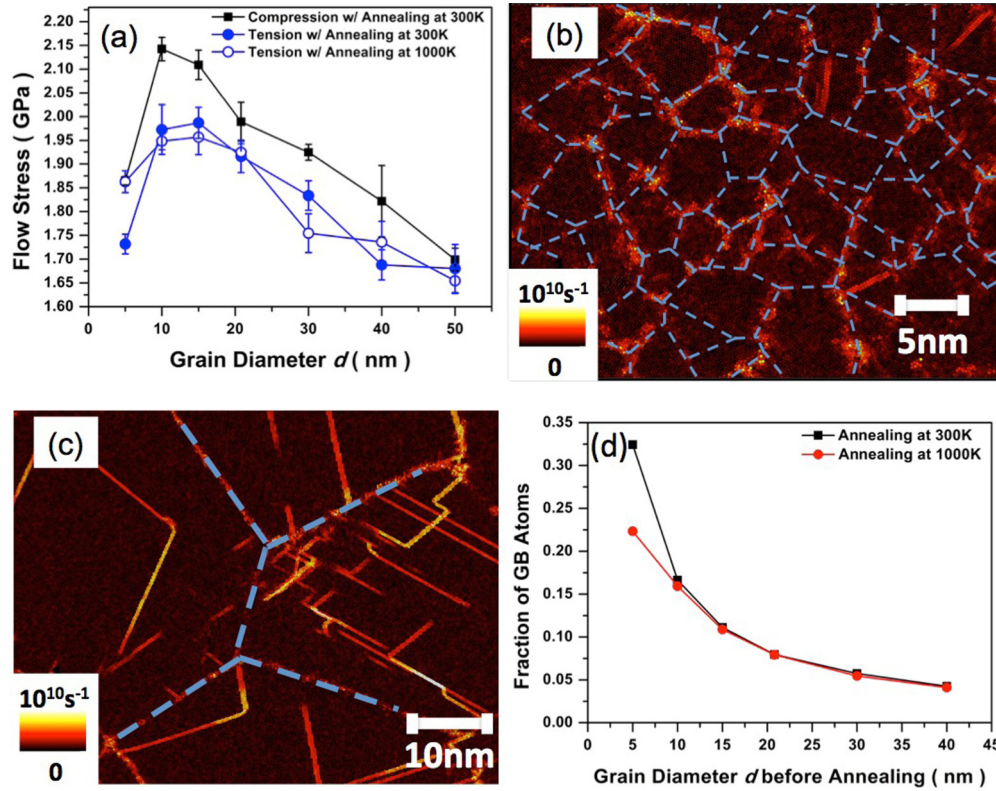 (a)
Compression w/ Annealing at 300K
Tension w/ Annealing at 300K
Tension w/ Annealing at 1000K
2.15
2.10
2.05
2.00
1.95
1.90
1.85
1.80
1.75
1.70
1.65
1.60
Flow Stress ( GPa )
0 10 20 30 40 50
Grain Diameter d ( nm )
(b)
10¹⁰s⁻¹
0
5nm
(c)
10¹⁰s⁻¹
0
10nm
(d)
Annealing at 300K
Annealing at 1000K
0.35
0.30
0.25
0.20
0.15
0.10
0.05
0.00
Fraction of GB Atoms
0 5 10 15 20 25 30 35 40 45
Grain Diameter d before Annealing ( nm )